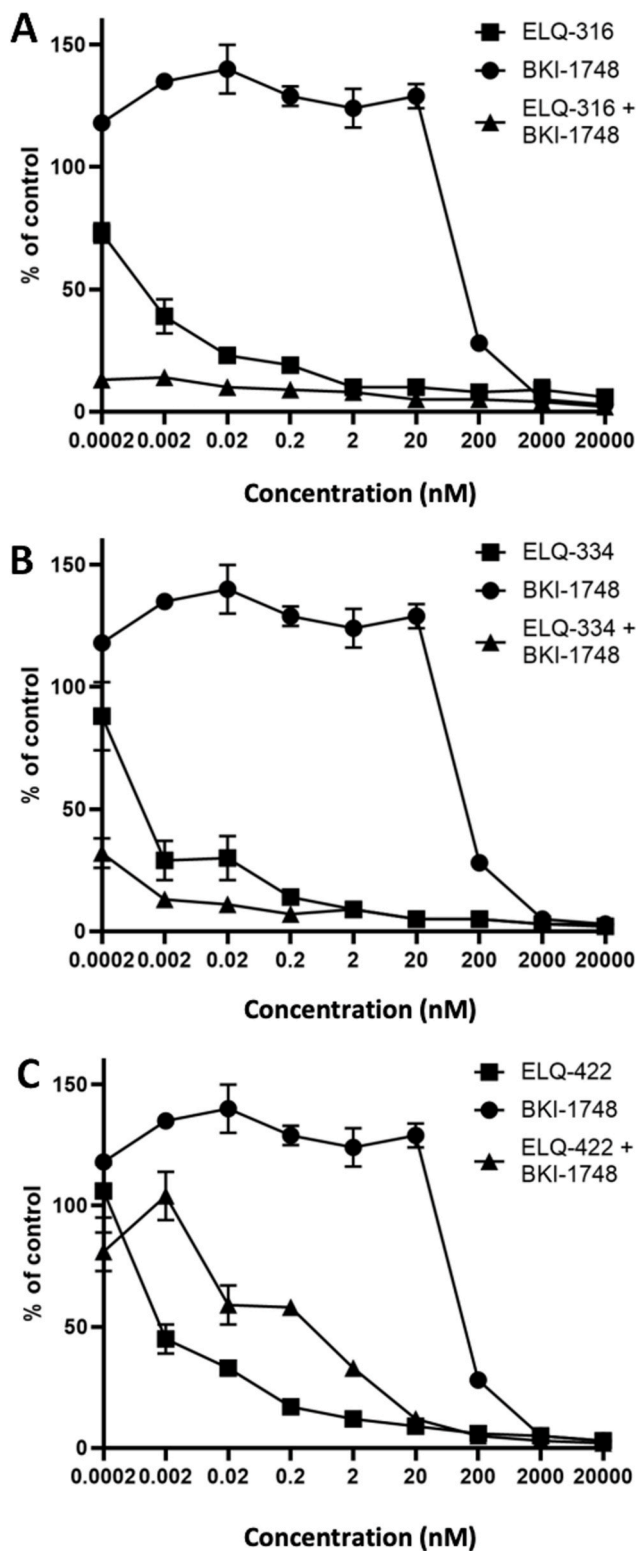 A
150
100
50
0
% of control
ELQ-316
BKI-1748
ELQ-316 +
BKI-1748
0.0002 0.002 0.02 0.2 2 20 200 2000 20000
Concentration (nM)
B
150
100
50
0
% of control
ELQ-334
BKI-1748
ELQ-334 +
BKI-1748
0.0002 0.002 0.02 0.2 2 20 200 2000 20000
Concentration (nM)
C
150
100
50
0
% of control
ELQ-422
BKI-1748
ELQ-422 +
BKI-1748
0.0002 0.002 0.02 0.2 2 20 200 2000 20000
Concentration (nM)